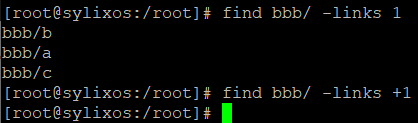 [root@sylixos:/root]# find bbb/ -links 1
bbb/b
bbb/a
bbb/c
[root@sylixos:/root]# find bbb/ -links +1
[root@sylixos:/root]#